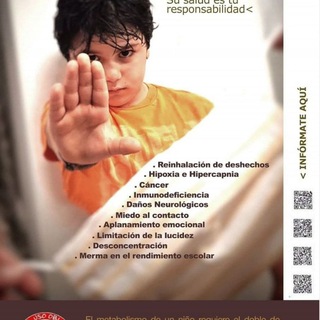 Su salud es tu
responsabilidad<
. Reinhalación de deshechos
. Hipoxia e Hipercapnia
. Cáncer
. Inmunodeficiencia
. Daños Neurológicos
. Miedo al contacto
. Aplanamiento emocional
. Limitación de la lucidez
. Desconcentración
. Merma en el rendimiento escolar
< INFÓRMATE AQUÍ
El metabolismo de un niño requiere el doble de